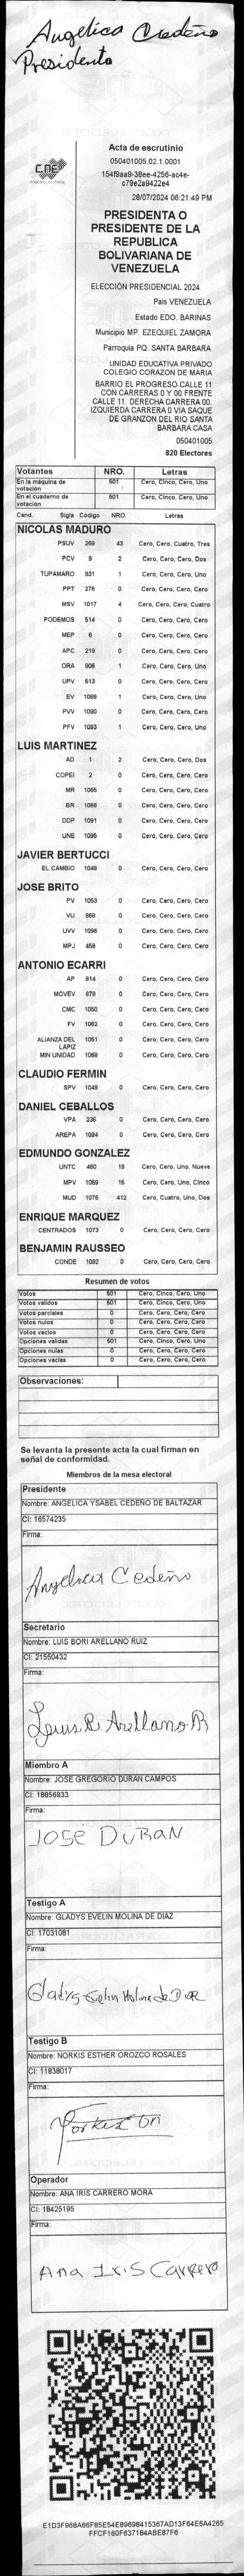 Angelica Cedeño
Presidenta
CNE
Acta de escrutinio
050401005.02.1.0001
154f9aa9-38ee-4256-ac4e-
c79e2a9422e4
28/07/2024 06:21:49 PM
PRESIDENTA O
PRESIDENTE DE LA
REPUBLICA
BOLIVARIANA DE
VENEZUELA
ELECCIÓN PRESIDENCIAL 2024
Pais VENEZUELA
Estado EDO. BARINAS
Municipio MP. EZEQUIEL ZAMORA
Parroquia PQ. SANTA BARBARA
UNIDAD EDUCATIVA PRIVADO
COLEGIO CORAZON DE MARIA
BARRIO EL PROGRESO CALLE 11
CON CARRERAS 0 Y 00 FRENTE
CALLE 11. DERECHA CARRERA 00.
IZQUIERDA CARRERA 0 VIA SAQUE
DE GRANZON DEL RIO SANTA
BARBARA CASA
050401005
820 Electores
Votantes NRO. Letras
En la máquina de votación 501 Cero, Cinco, Cero, Uno
En el cuaderno de votación 501 Cero, Cinco, Cero, Uno
Cand. Sigla Código NRO. Letras
NICOLAS MADURO
PSUV 269 43 Cero, Cero, Cuatro, Tres
PCV 9 2 Cero, Cero, Cero, Dos
TUPAMARO 931 1 Cero, Cero, Cero, Uno
PPT 276 0 Cero, Cero, Cero, Cero
MSV 1017 4 Cero, Cero, Cero, Cuatro
PODEMOS 514 0 Cero, Cero, Cero, Cero
MEP 6 0 Cero, Cero, Cero, Cero
APC 219 0 Cero, Cero, Cero, Cero
ORA 906 1 Cero, Cero, Cero, Uno
UPV 513 0 Cero, Cero, Cero, Cero
EV 1089 1 Cero, Cero, Cero, Uno
PVV 1090 0 Cero, Cero, Cero, Cero
PFV 1093 1 Cero, Cero, Cero, Uno
LUIS MARTINEZ
AD 1 2 Cero, Cero, Cero, Dos
COPEI 2 0 Cero, Cero, Cero, Cero
MR 1065 0 Cero, Cero, Cero, Cero
BR 1066 0 Cero, Cero, Cero, Cero
DDP 1091 0 Cero, Cero, Cero, Cero
UNE 1095 0 Cero, Cero, Cero, Cero
JAVIER BERTUCCI
EL CAMBIO 1048 0 Cero, Cero, Cero, Cero
JOSE BRITO
PV 1053 0 Cero, Cero, Cero, Cero
VU 868 0 Cero, Cero, Cero, Cero
UVV 1096 0 Cero, Cero, Cero, Cero
MPJ 458 0 Cero, Cero, Cero, Cero
ANTONIO ECARRI
AP 814 0 Cero, Cero, Cero, Cero
MOVEV 979 0 Cero, Cero, Cero, Cero
CMC 1050 0 Cero, Cero, Cero, Cero
FV 1062 0 Cero, Cero, Cero, Cero
ALIANZA DEL LAPIZ 1051 0 Cero, Cero, Cero, Cero
MIN UNIDAD 1068 0 Cero, Cero, Cero, Cero
CLAUDIO FERMIN
SPV 1049 0 Cero, Cero, Cero, Cero
DANIEL CEBALLOS
VPA 236 0 Cero, Cero, Cero, Cero
AREPA 1094 0 Cero, Cero, Cero, Cero
EDMUNDO GONZALEZ
UNTC 460 19 Cero, Cero, Uno, Nueve
MPV 1059 15 Cero, Cero, Uno, Cinco
MUD 1075 412 Cero, Cuatro, Uno, Dos
ENRIQUE MARQUEZ
CENTRADOS 1073 0 Cero, Cero, Cero, Cero
BENJAMIN RAUSSEO
CONDE 1092 0 Cero, Cero, Cero, Cero
Resumen de votos
Votos 501 Cero, Cinco, Cero, Uno
Votos validos 501 Cero, Cinco, Cero, Uno
Votos parciales 0 Cero, Cero, Cero, Cero
Votos nulos 0 Cero, Cero, Cero, Cero
Votos vacios 0 Cero, Cero, Cero, Cero
Opciones validas 501 Cero, Cinco, Cero, Uno
Opciones nulas 0 Cero, Cero, Cero, Cero
Opciones vacias 0 Cero, Cero, Cero, Cero
Observaciones:
Se levanta la presente acta la cual firman en
señal de conformidad.
Miembros de la mesa electoral
Presidente
Nombre: ANGELICA YSABEL CEDEÑO DE BALTAZAR
CI: 16574235
Firma:
Angelica Cedeño
Secretario
Nombre: LUIS BORI ARELLANO RUIZ
CI: 21550432
Firma:
Luis B. Arellano R
Miembro A
Nombre: JOSE GREGORIO DURAN CAMPOS
CI: 18856933
Firma:
JOSE DURAN
Testigo A
Nombre: GLADYS EVELIN MOLINA DE DIAZ
CI: 17031081
Firma:
Gladys Evelin Molina de Diaz
Testigo B
Nombre: NORKIS ESTHER OROZCO ROSALES
CI: 11838017
Firma:
Operador
Nombre: ANA IRIS CARRERO MORA
CI: 18425195
Firma:
Ana Iris Carrero
E1D3F968A66F85E54E89698415367AD13F64E6A4265
FFCF160F6371B4ABE87F6